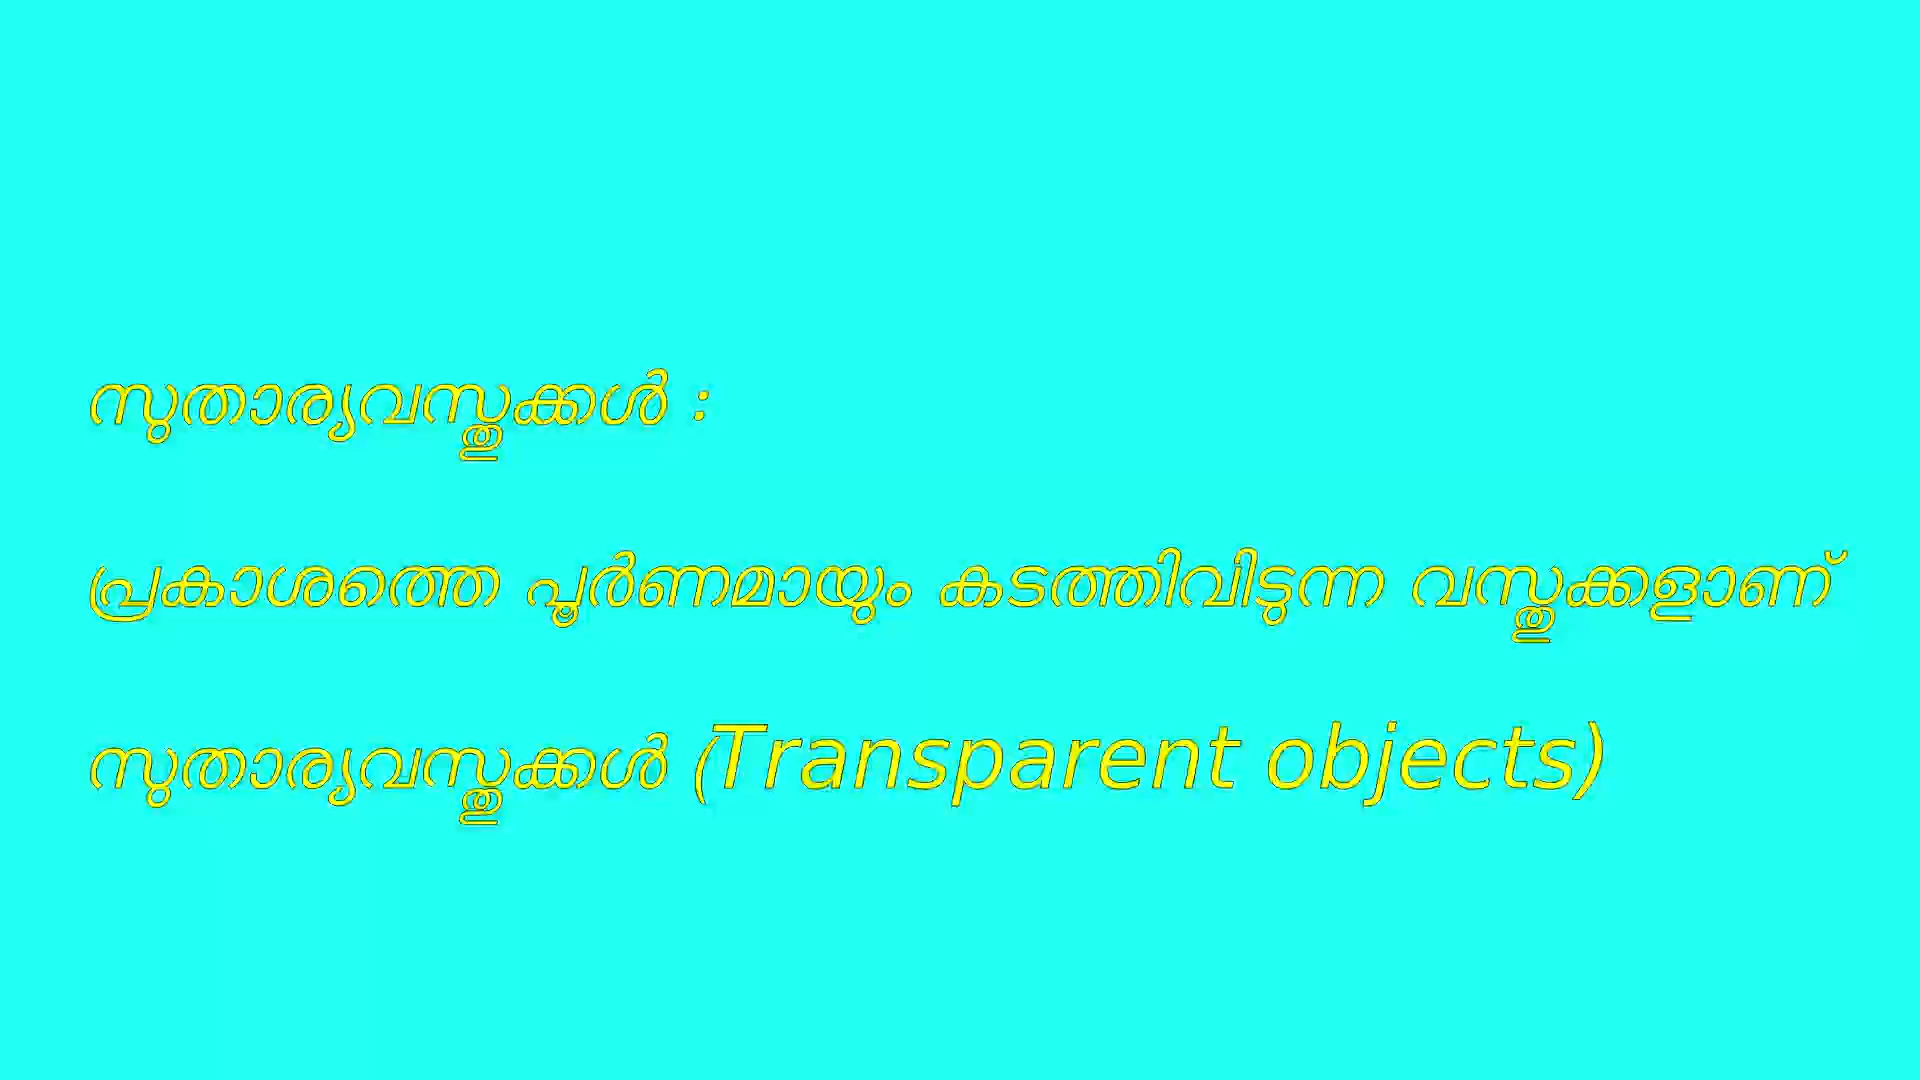 സുതാര്യവസ്തുക്കൾ :
പ്രകാശത്തെ പൂർണമായും കടത്തിവിടുന്ന വസ്തുക്കളാണ്
സുതാര്യവസ്തുക്കൾ (Transparent objects)